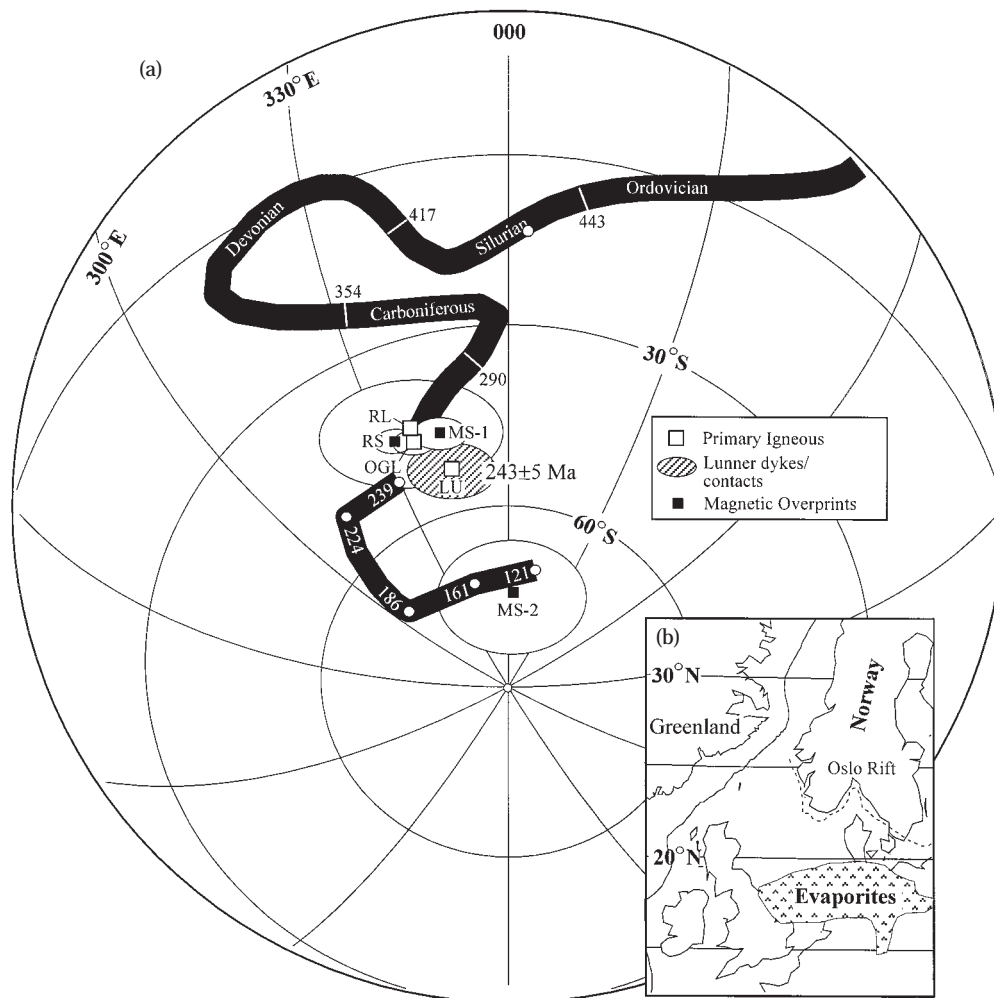 (a)
000
330°E
300°E
Ordovician
443
Silurian
417
Devonian
354
Carboniferous
290
30°S
RL
RS
MS-1
OGL
LU
243±5 Ma
239
224
186
161
121
MS-2
60°S
Primary Igneous
Lunner dykes/
contacts
Magnetic Overprints
(b)
30°N
Norway
Greenland
Oslo Rift
20°N
Evaporites